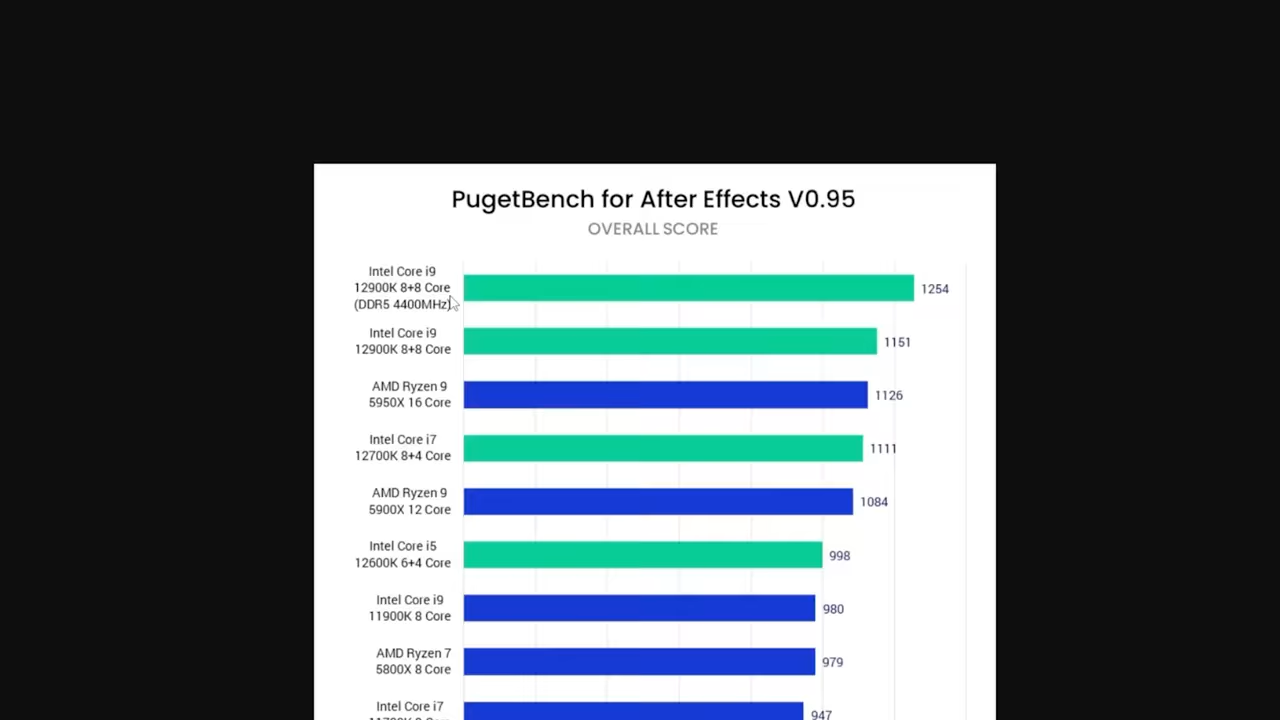 PugetBench for After Effects V0.95
OVERALL SCORE
Intel Core i9
12900K 8+8 Core
(DDR5 4400MHz)
1254
Intel Core i9
12900K 8+8 Core
1151
AMD Ryzen 9
5950X 16 Core
1126
Intel Core i7
12700K 8+4 Core
1111
AMD Ryzen 9
5900X 12 Core
1084
Intel Core i5
12600K 6+4 Core
998
Intel Core i9
11900K 8 Core
980
AMD Ryzen 7
5800X 8 Core
979
Intel Core i7
947